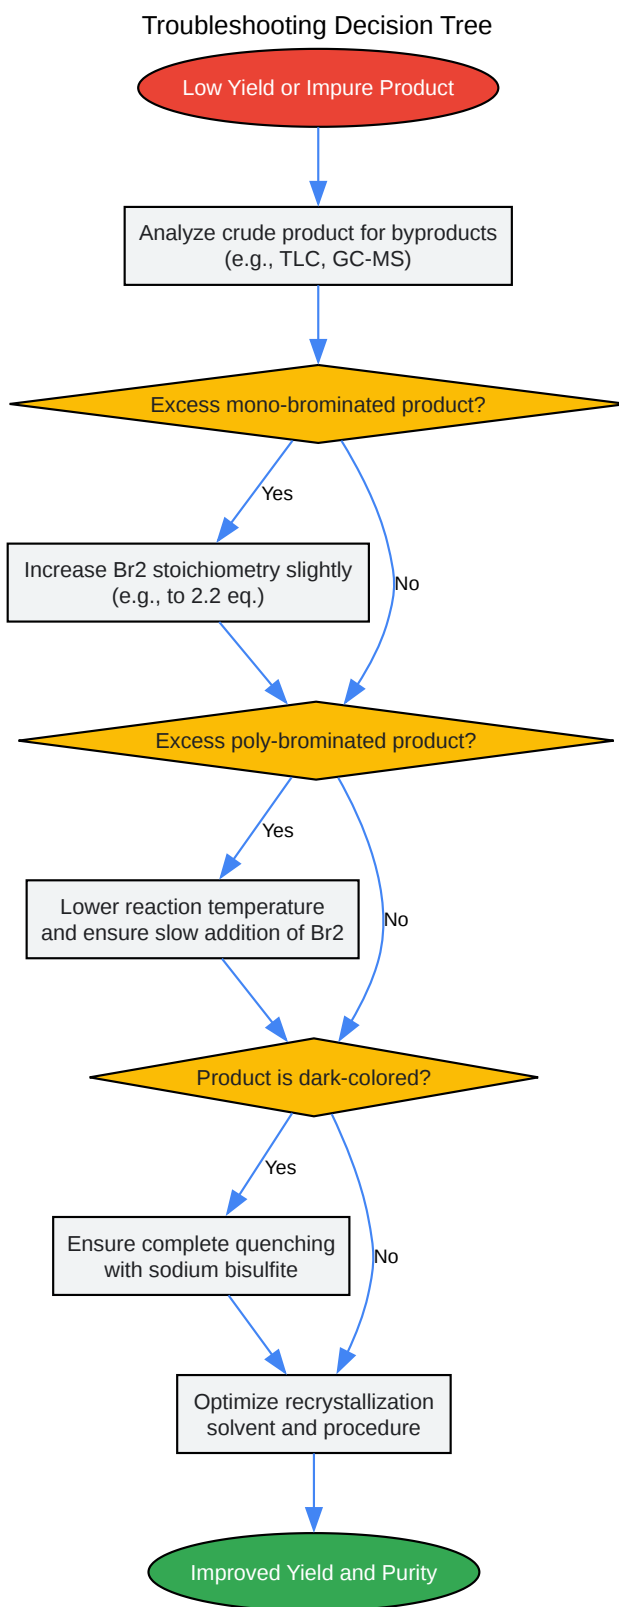 Troubleshooting Decision Tree
Low Yield or Impure Product
Analyze crude product for byproducts
(e.g., TLC, GC-MS)
Excess mono-brominated product?
Yes
Increase Br2 stoichiometry slightly
(e.g., to 2.2 eq.)
No
Excess poly-brominated product?
Yes
Lower reaction temperature
and ensure slow addition of Br2
No
Product is dark-colored?
Yes
Ensure complete quenching
with sodium bisulfite
No
Optimize recrystallization
solvent and procedure
Improved Yield and Purity